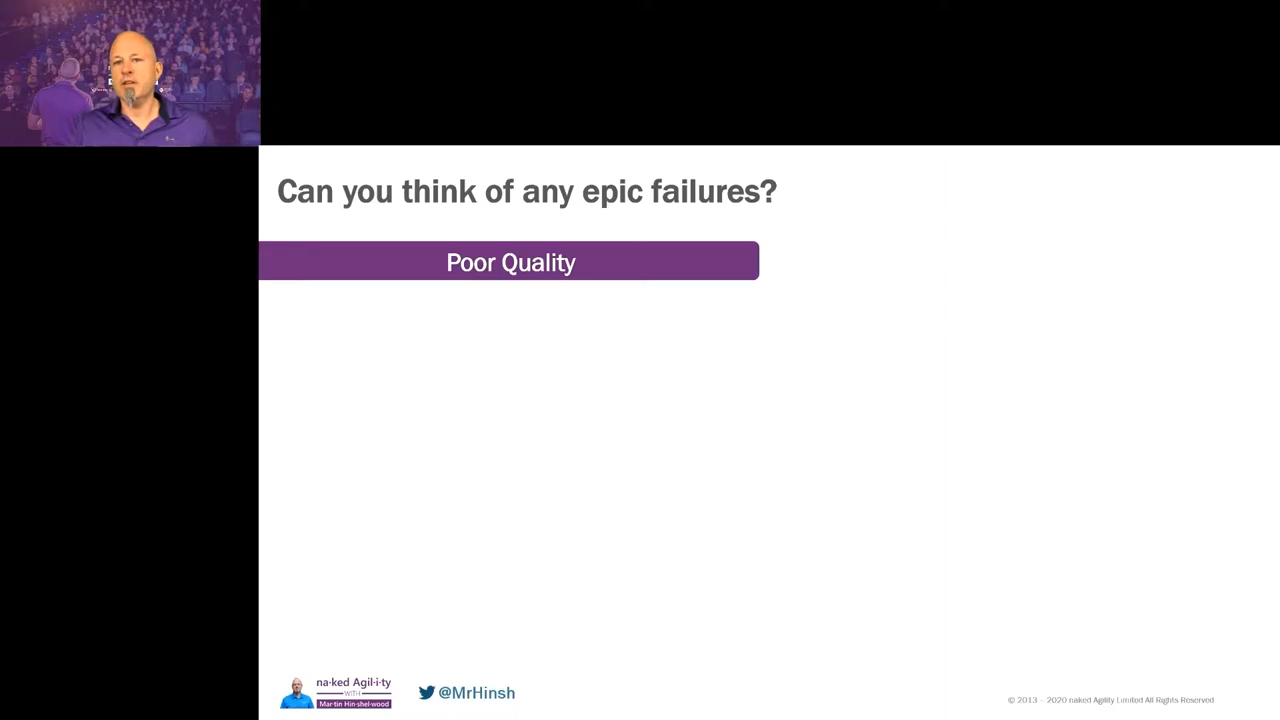 Can you think of any epic failures?
Poor Quality
na·ked Agil·i·ty
WITH
Mar·tin Hin·shel·wood
@MrHinsh
© 2013 – 2020 naked Agility Limited All Rights Reserved